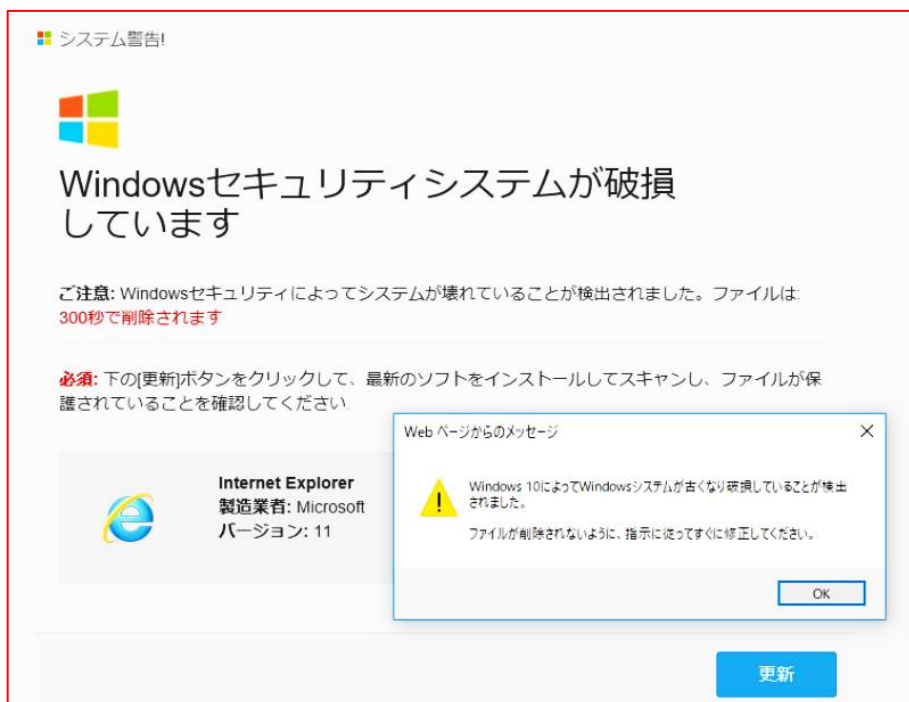 システム警告!
Windowsセキュリティシステムが破損
しています
ご注意: Windowsセキュリティによってシステムが壊れていることが検出されました。ファイルは:
300秒で削除されます
必須: 下の[更新]ボタンをクリックして、最新のソフトをインストールしてスキャンし、ファイルが保
護されていることを確認してください.
Internet Explorer
製造業者: Microsoft
バージョン: 11
Web ページからのメッセージ
Windows 10によってWindowsシステムが古くなり破損していることが検出
されました。
ファイルが削除されないように、指示に従ってすぐに修正してください。
OK
更新